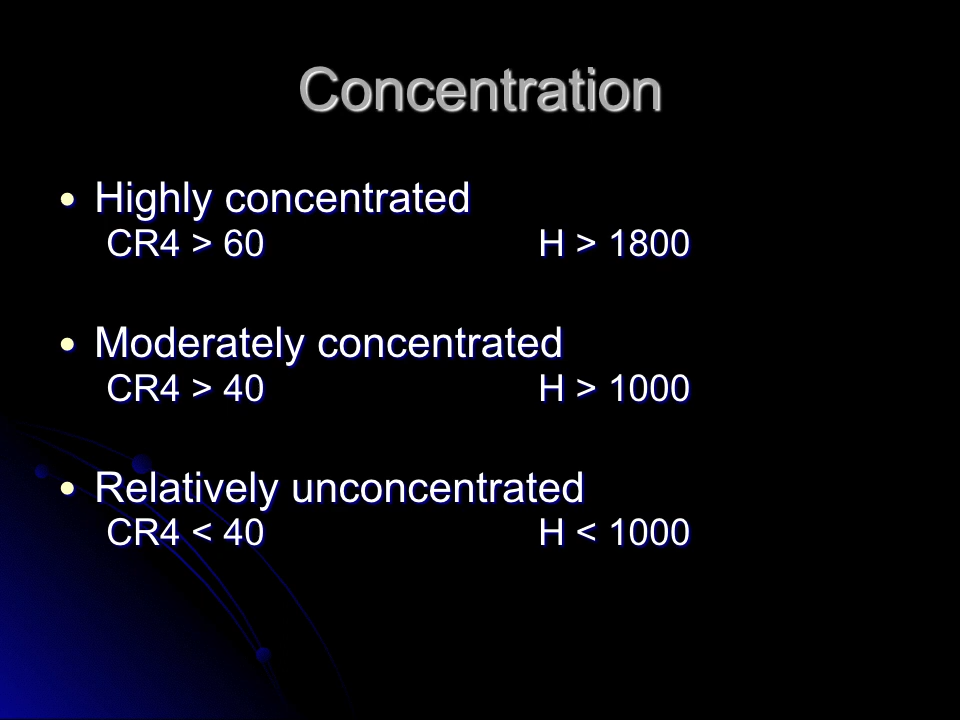 Concentration
• Highly concentrated
CR4 > 60 H > 1800
• Moderately concentrated
CR4 > 40 H > 1000
• Relatively unconcentrated
CR4 < 40 H < 1000